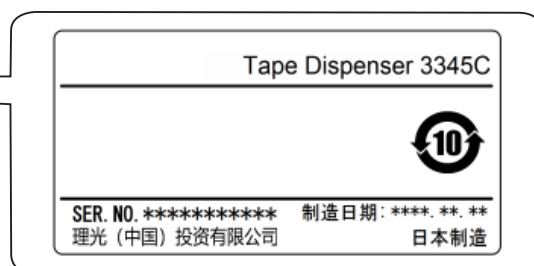 Tape Dispenser 3345C
10
SER. NO. *********** 制造日期: ****. **. **
理光（中国）投资有限公司 日本制造